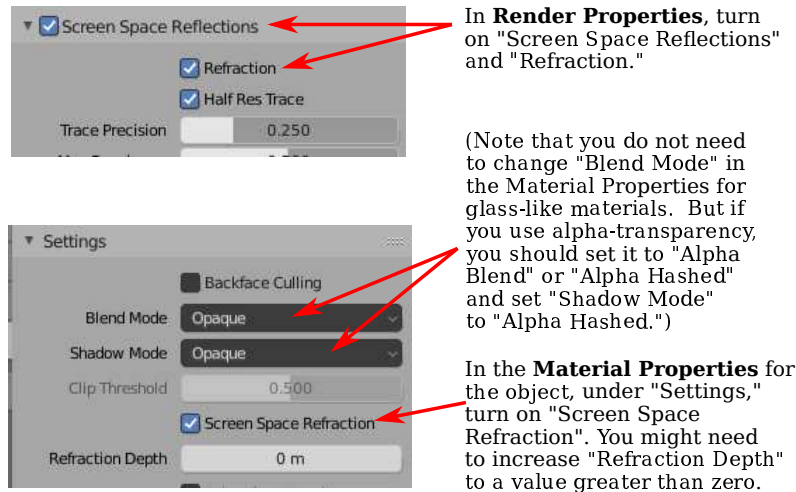 Screen Space Reflections
Refraction
Half Res Trace
Trace Precision 0.250
In Render Properties, turn
on "Screen Space Reflections"
and "Refraction."
(Note that you do not need
to change "Blend Mode" in
the Material Properties for
glass-like materials. But if
you use alpha-transparency,
you should set it to "Alpha
Blend" or "Alpha Hashed"
and set "Shadow Mode"
to "Alpha Hashed.")
Settings
Backface Culling
Blend Mode Opaque
Shadow Mode Opaque
Clip Threshold 0.500
Screen Space Refraction
Refraction Depth 0 m
In the Material Properties for
the object, under "Settings,"
turn on "Screen Space
Refraction". You might need
to increase "Refraction Depth"
to a value greater than zero.